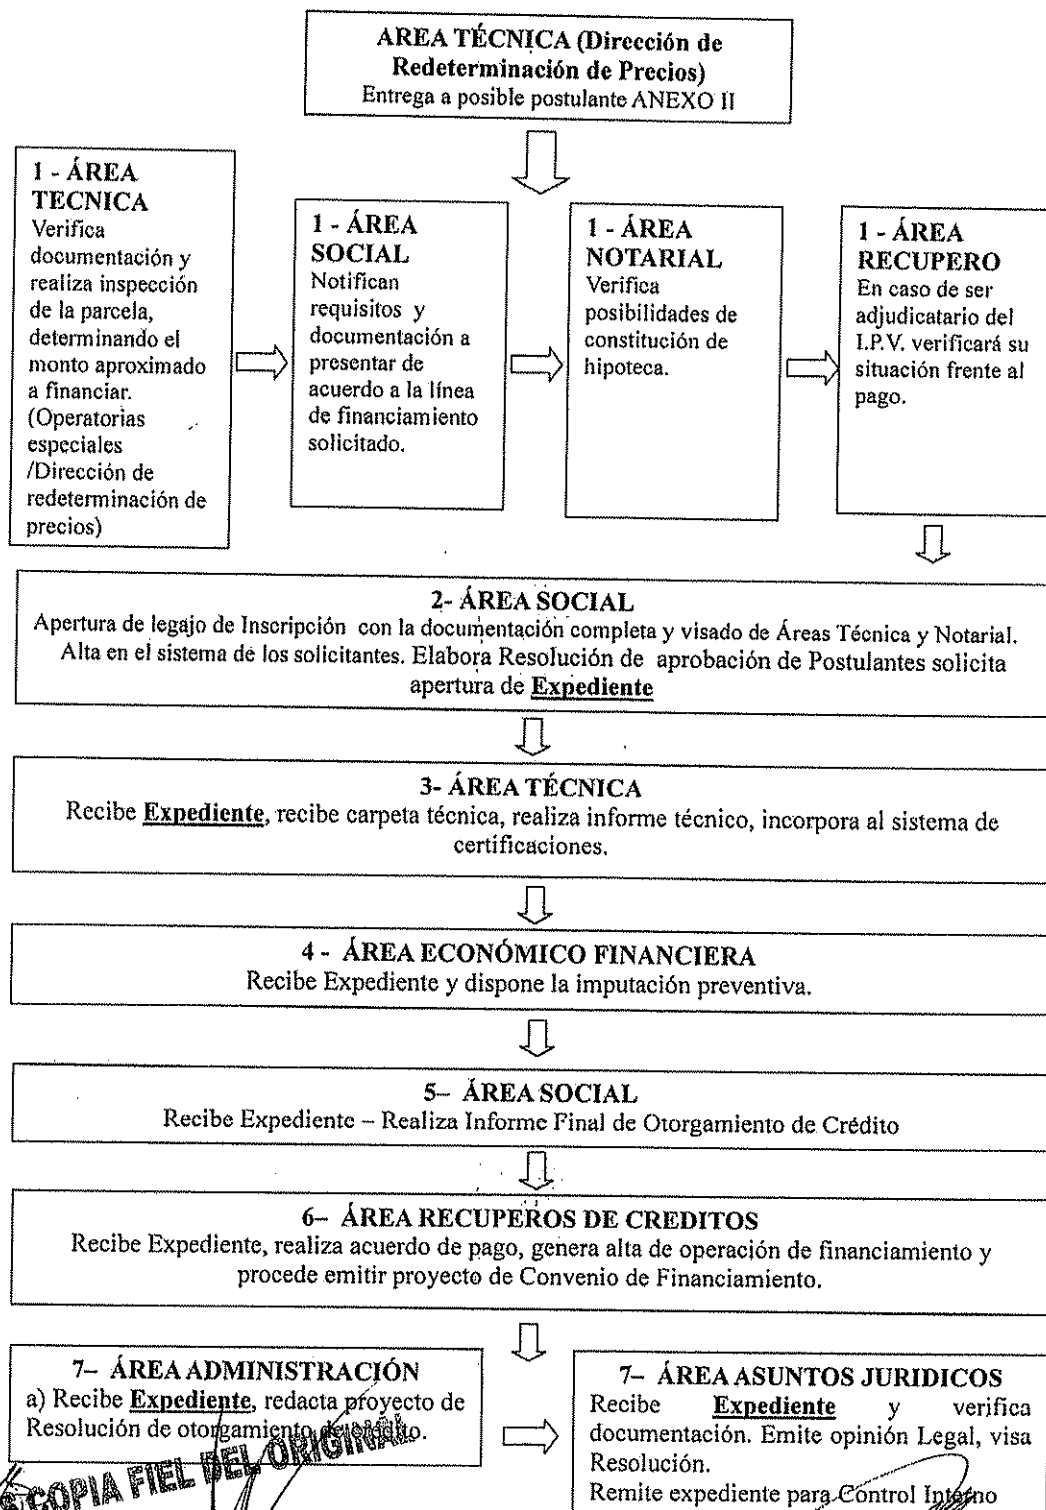 AREA TÉCNICA (Dirección de
Redeterminación de Precios)
Entrega a posible postulante ANEXO II
1 - ÁREA
TECNICA
Verifica
documentación y
realiza inspección
de la parcela,
determinando el
monto aproximado
a financiar.
(Operatorias
especiales
/Dirección de
redeterminación de
precios)
1 - ÁREA
SOCIAL
Notifican
requisitos y
documentación a
presentar de
acuerdo a la línea
de financiamiento
solicitado.
1 - ÁREA
NOTARIAL
Verifica
posibilidades de
constitución de
hipoteca.
1 - ÁREA
RECUPERO
En caso de ser
adjudicatario del
I.P.V. verificará su
situación frente al
pago.
2- ÁREA SOCIAL
Apertura de legajo de Inscripción con la documentación completa y visado de Áreas Técnica y Notarial.
Alta en el sistema de los solicitantes. Elabora Resolución de aprobación de Postulantes solicita
apertura de Expediente
3- ÁREA TÉCNICA
Recibe Expediente, recibe carpeta técnica, realiza informe técnico, incorpora al sistema de
certificaciones.
4 - ÁREA ECONÓMICO FINANCIERA
Recibe Expediente y dispone la imputación preventiva.
5– ÁREA SOCIAL
Recibe Expediente – Realiza Informe Final de Otorgamiento de Crédito
6– ÁREA RECUPEROS DE CREDITOS
Recibe Expediente, realiza acuerdo de pago, genera alta de operación de financiamiento y
procede emitir proyecto de Convenio de Financiamiento.
7– ÁREA ADMINISTRACIÓN
a) Recibe Expediente, redacta proyecto de
Resolución de otorgamiento de crédito.
7– ÁREA ASUNTOS JURIDICOS
Recibe Expediente y verifica
documentación. Emite opinión Legal, visa
Resolución.
Remite expediente para Control Interno
COPIA FIEL DEL ORIGINAL